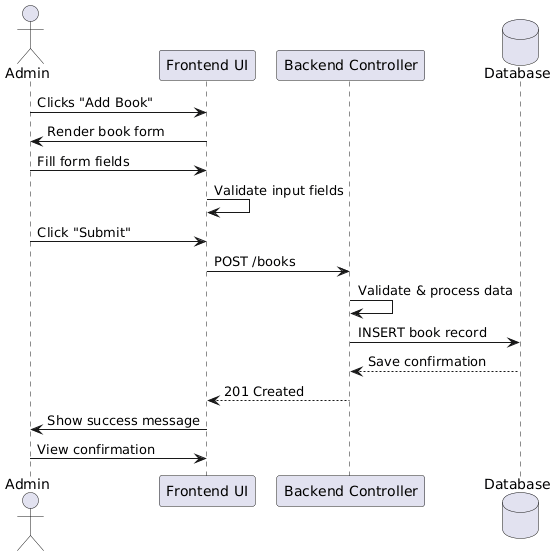 Admin
Frontend UI
Backend Controller
Database
Clicks "Add Book"
Render book form
Fill form fields
Validate input fields
Click "Submit"
POST /books
Validate & process data
INSERT book record
Save confirmation
201 Created
Show success message
View confirmation
Admin
Frontend UI
Backend Controller
Database